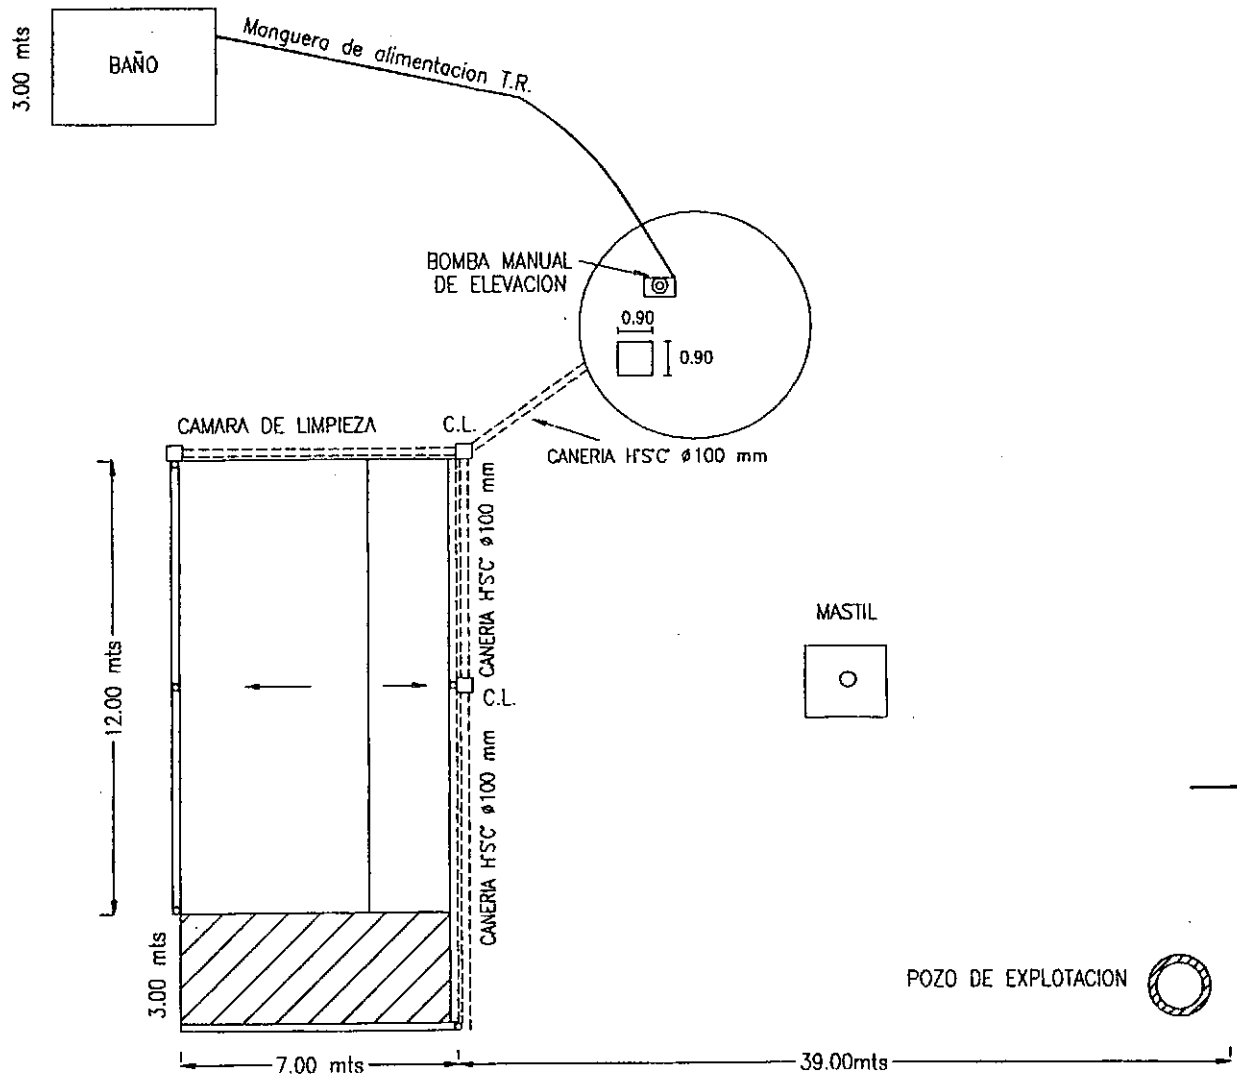 3.00 mts
BAÑO
Manguera de alimentacion T.R.
BOMBA MANUAL
DE ELEVACION
0.90
0.90
CAMARA DE LIMPIEZA
C.L.
CANERIA H'S'C' ø100 mm
CANERIA H'S'C' ø100 mm
12.00 mts
MASTIL
C.L.
CANERIA H'S'C' ø100 mm
3.00 mts
POZO DE EXPLOTACION
7.00 mts
39.00mts